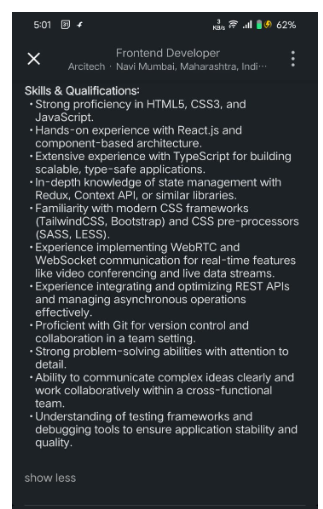 5:01
3 KB/s 62%
Frontend Developer
Arcitech · Navi Mumbai, Maharashtra, Indi···
Skills & Qualifications:
• Strong proficiency in HTML5, CSS3, and
JavaScript.
• Hands-on experience with React.js and
component-based architecture.
• Extensive experience with TypeScript for building
scalable, type-safe applications.
• In-depth knowledge of state management with
Redux, Context API, or similar libraries.
• Familiarity with modern CSS frameworks
(TailwindCSS, Bootstrap) and CSS pre-processors
(SASS, LESS).
• Experience implementing WebRTC and
WebSocket communication for real-time features
like video conferencing and live data streams.
• Experience integrating and optimizing REST APIs
and managing asynchronous operations
effectively.
• Proficient with Git for version control and
collaboration in a team setting.
• Strong problem-solving abilities with attention to
detail.
• Ability to communicate complex ideas clearly and
work collaboratively within a cross-functional
team.
• Understanding of testing frameworks and
debugging tools to ensure application stability and
quality.
show less